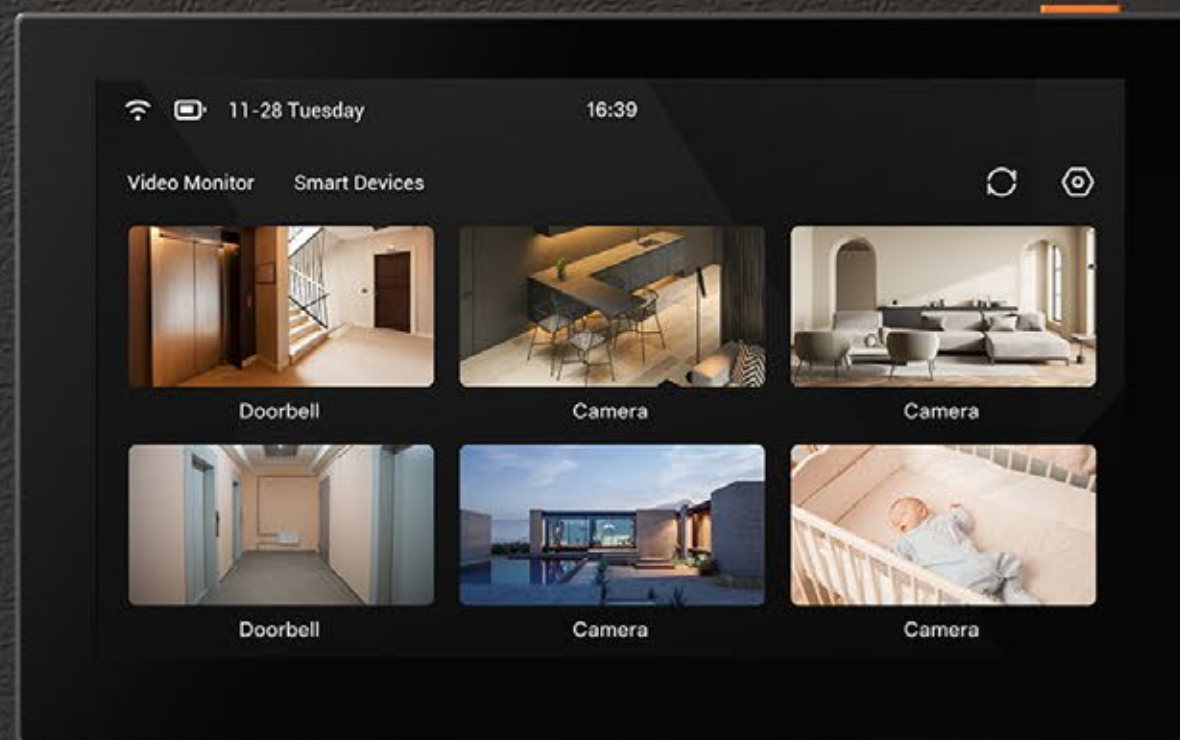 11-28 Tuesday
16:39
Video Monitor
Smart Devices
Doorbell
Camera
Camera
Doorbell
Camera
Camera